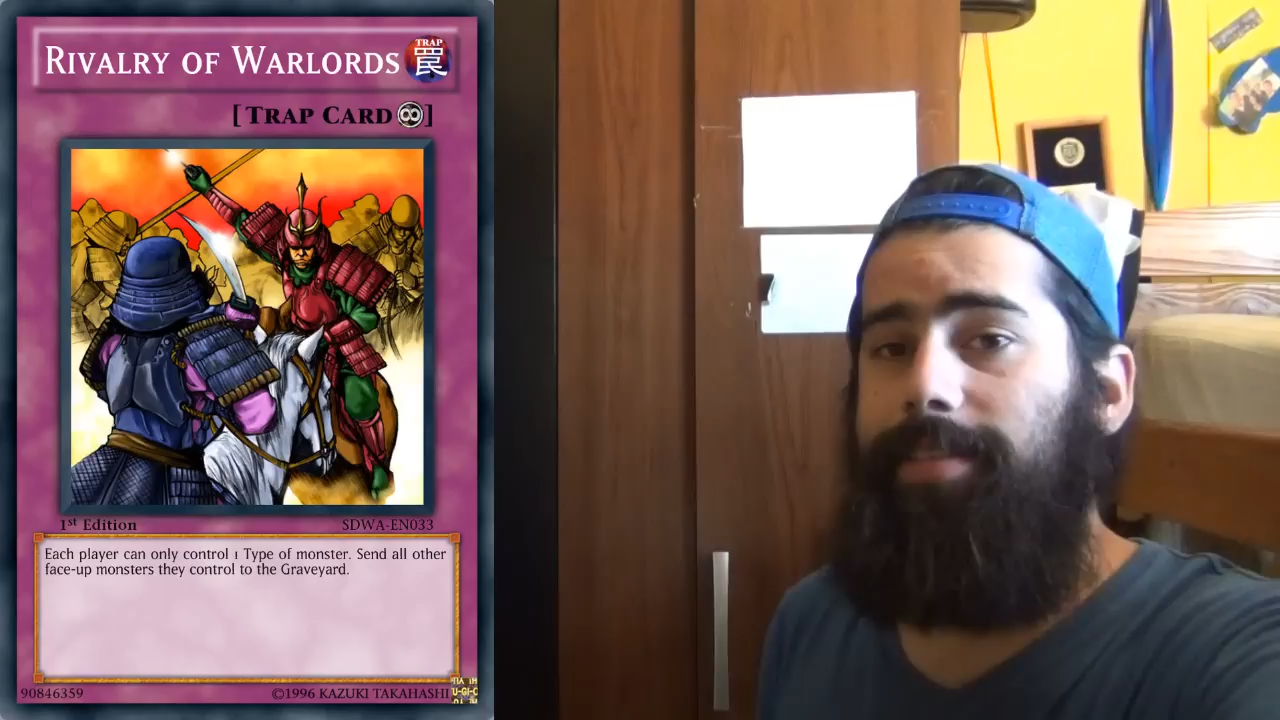 RIVALRY OF WARLORDS
TRAP
罠
[TRAP CARD]
1st Edition
SDWA-EN033
Each player can only control 1 Type of monster. Send all other
face-up monsters they control to the Graveyard.
90846359
©1996 KAZUKI TAKAHASHI